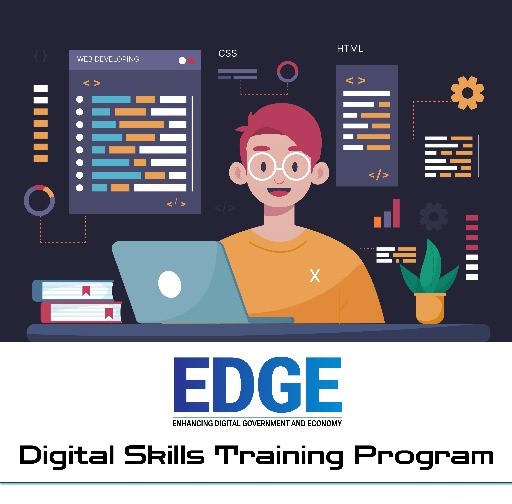 WEB DEVELOPING
CSS
HTML
< >
< >
</ >
</ >
</ >
{ }
X
EDGE
ENHANCING DIGITAL GOVERNMENT AND ECONOMY
Digital Skills Training Program